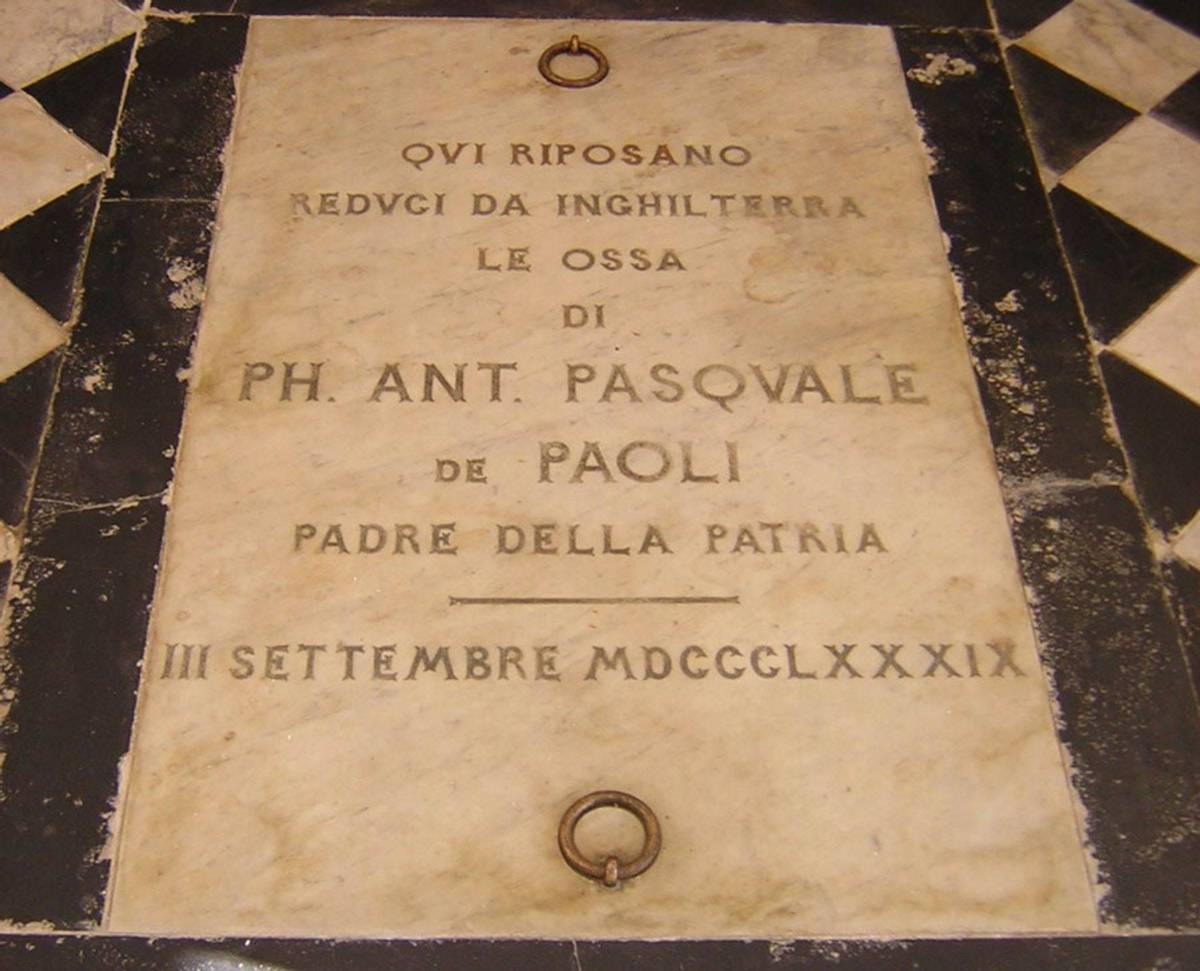 QVI RIPOSANO
REDVCI DA INGHILTERRA
LE OSSA
DI
PH. ANT. PASQVALE
DE PAOLI
PADRE DELLA PATRIA
III SETTEMBRE MDCCCLXXXIX